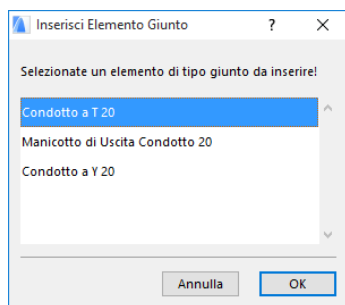 Inserisci Elemento Giunto ?
Selezionate un elemento di tipo giunto da inserire!
Condotto a T 20
Manicotto di Uscita Condotto 20
Condotto a Y 20
Annulla OK